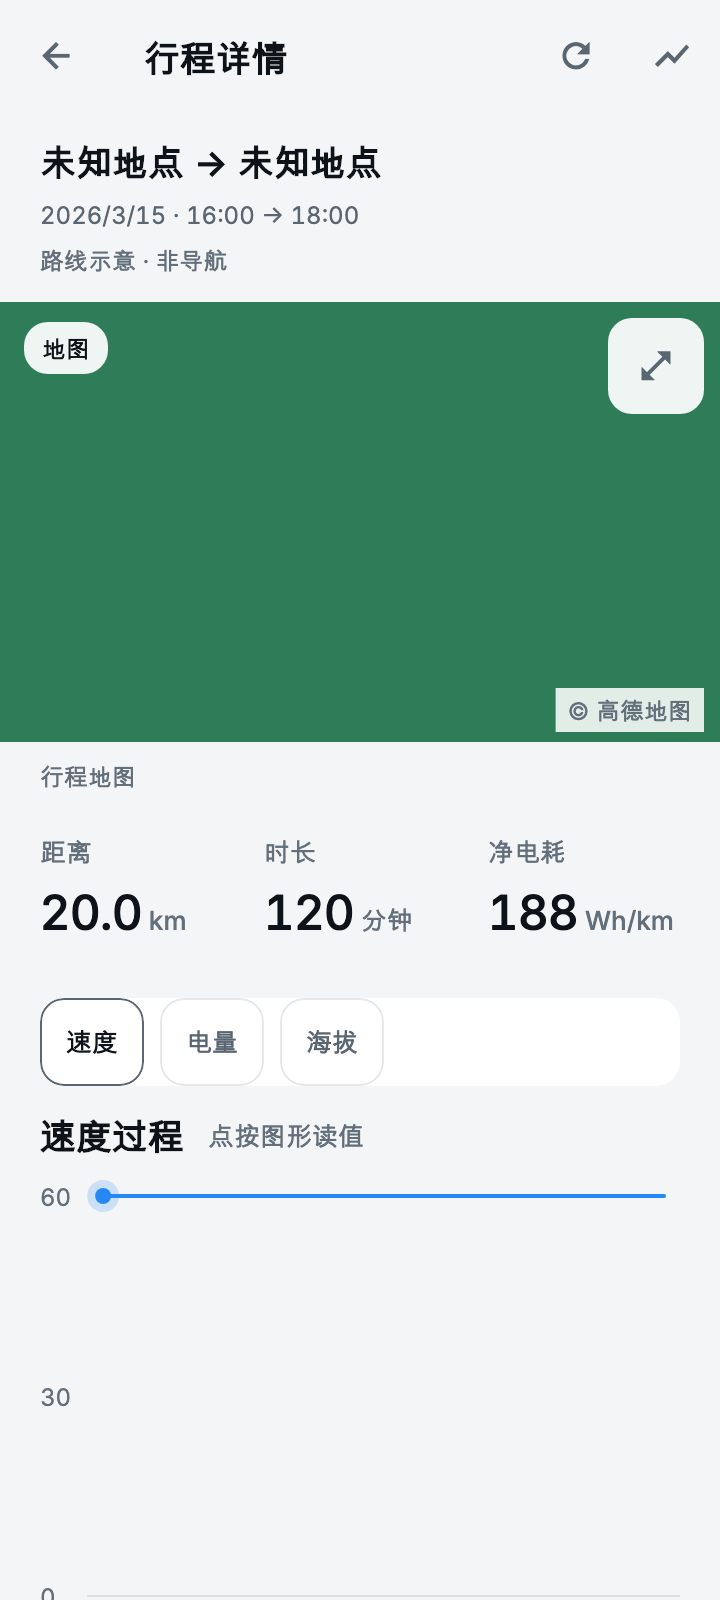 行程详情
未知地点 → 未知地点
2026/3/15 · 16:00 → 18:00
路线示意 · 非导航
地图
© 高德地图
行程地图
距离 时长 净电耗
20.0 km 120 分钟 188 Wh/km
速度 电量 海拔
速度过程 点按图形读值
60
30
0